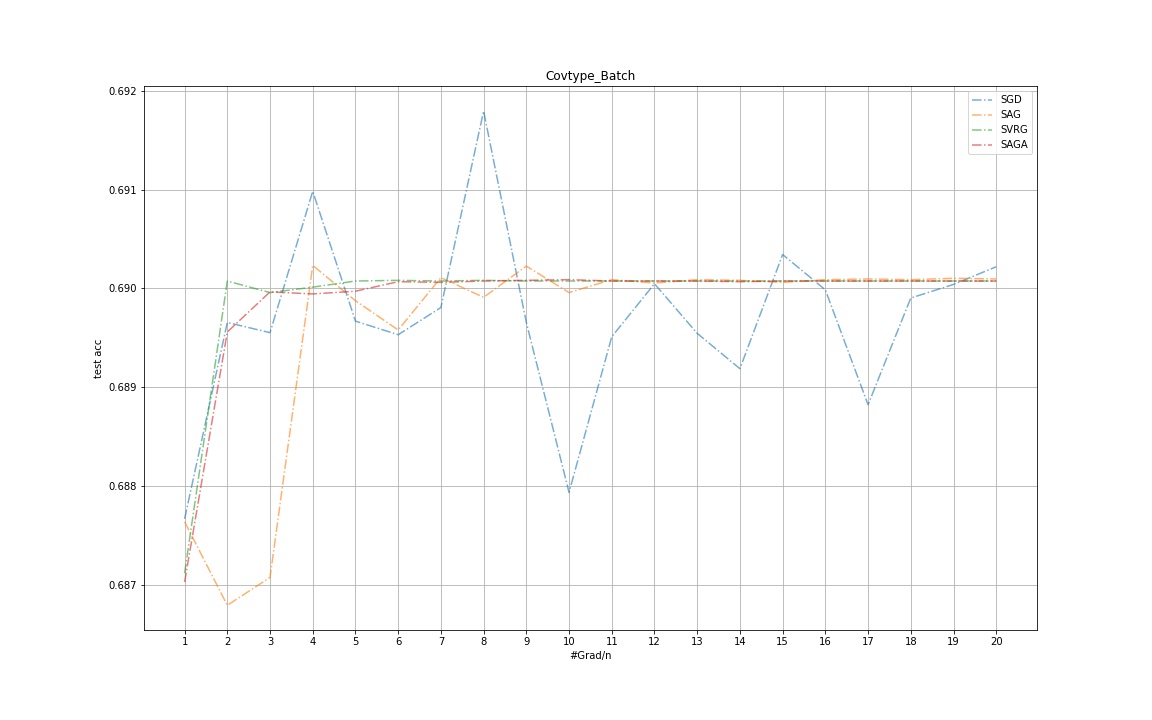 Covtype_Batch
0.692
0.691
0.690
0.689
0.688
0.687
test acc
SGD
SAG
SVRG
SAGA
1 2 3 4 5 6 7 8 9 10 11 12 13 14 15 16 17 18 19 20
#Grad/n